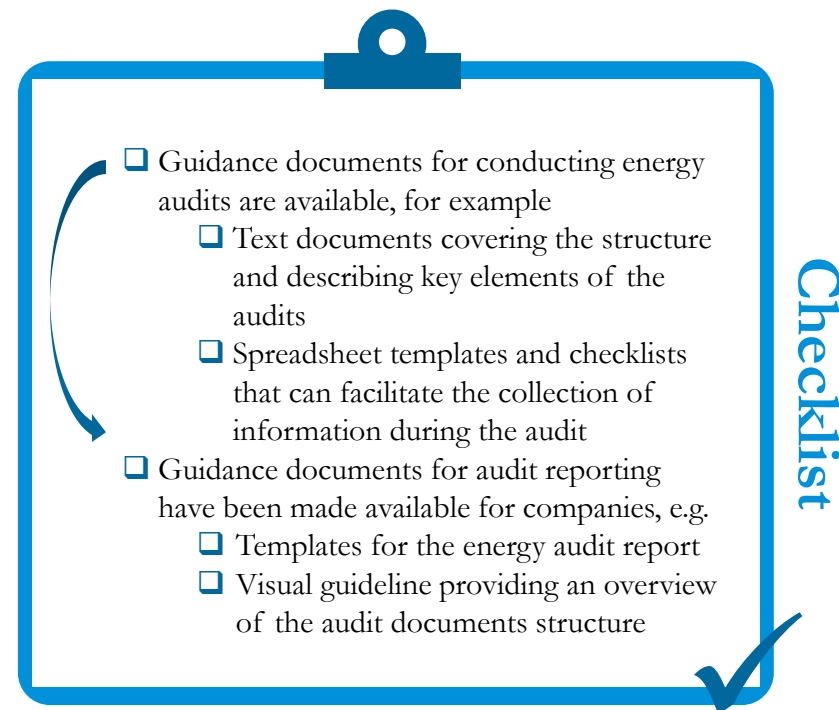 ❑ Guidance documents for conducting energy
audits are available, for example
❑ Text documents covering the structure
and describing key elements of the
audits
❑ Spreadsheet templates and checklists
that can facilitate the collection of
information during the audit
❑ Guidance documents for audit reporting
have been made available for companies, e.g.
❑ Templates for the energy audit report
❑ Visual guideline providing an overview
of the audit documents structure
Checklist